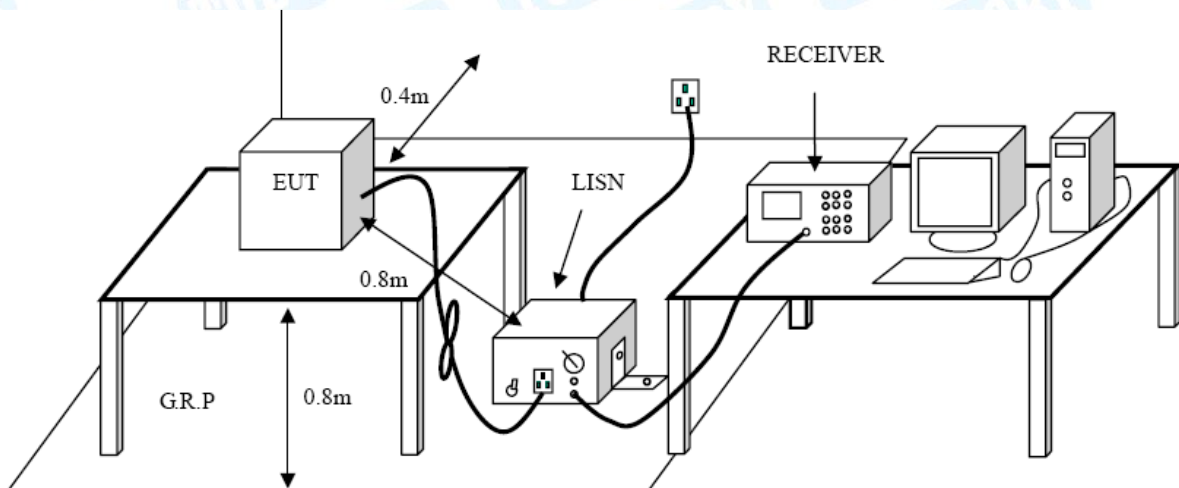 RECEIVER
0.4m
EUT
LISN
0.8m
G.R.P
0.8m